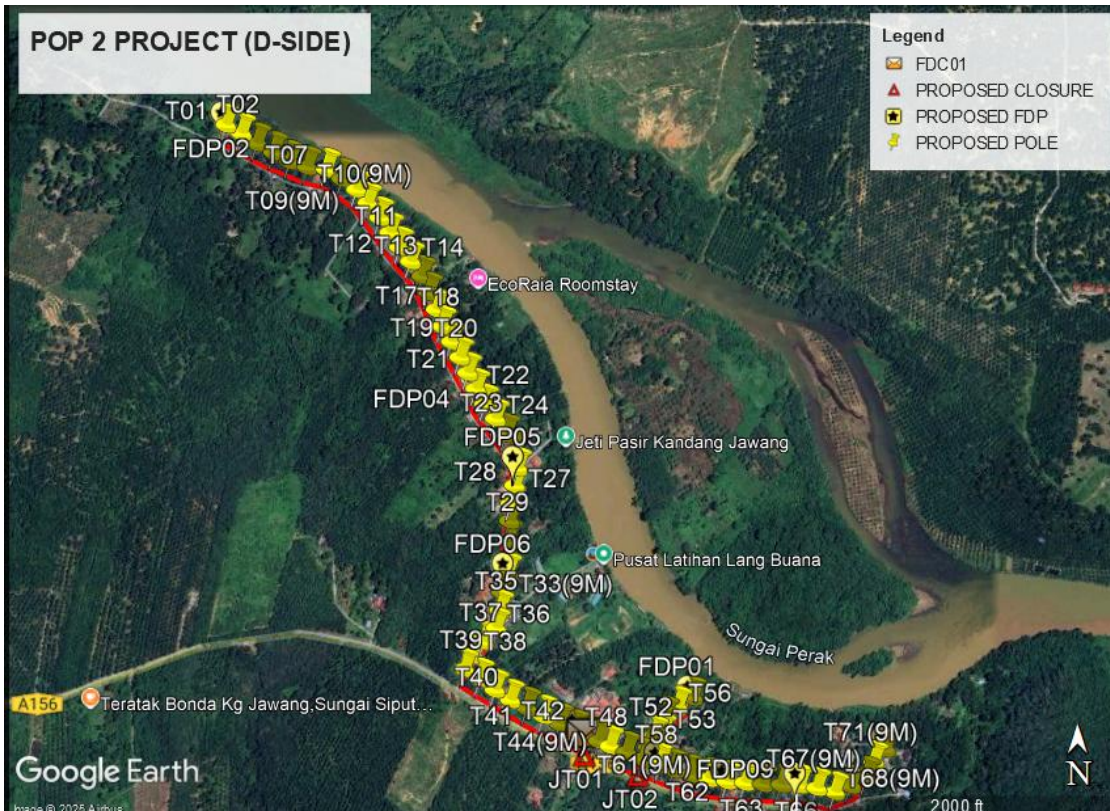 POP 2 PROJECT (D-SIDE)
Legend
FDC01
PROPOSED CLOSURE
PROPOSED FDP
PROPOSED POLE
T01
T02
FDP02
T07
T10(9M)
T09(9M)
T11
T12
T13
T14
EcoRaia Roomstay
T17
T18
T19
T20
T21
T22
FDP04
T23
T24
FDP05
Jeti Pasir Kandang Jawang
T28
T27
T29
FDP06
Pusat Latihan Lang Buana
T35
T33(9M)
T37
T36
Sungai Perak
T39
T38
FDP01
T40
T52
T56
A156
Teratak Bonda Kg Jawang,Sungai Siput...
T41
T42
T48
T53
T44(9M)
T58
T71(9M)
T61(9M)
FDP09
T67(9M)
T68(9M)
JT01
JT02
T62
T63
T66
N
Google Earth
Image © 2025 Airbus
2000 ft